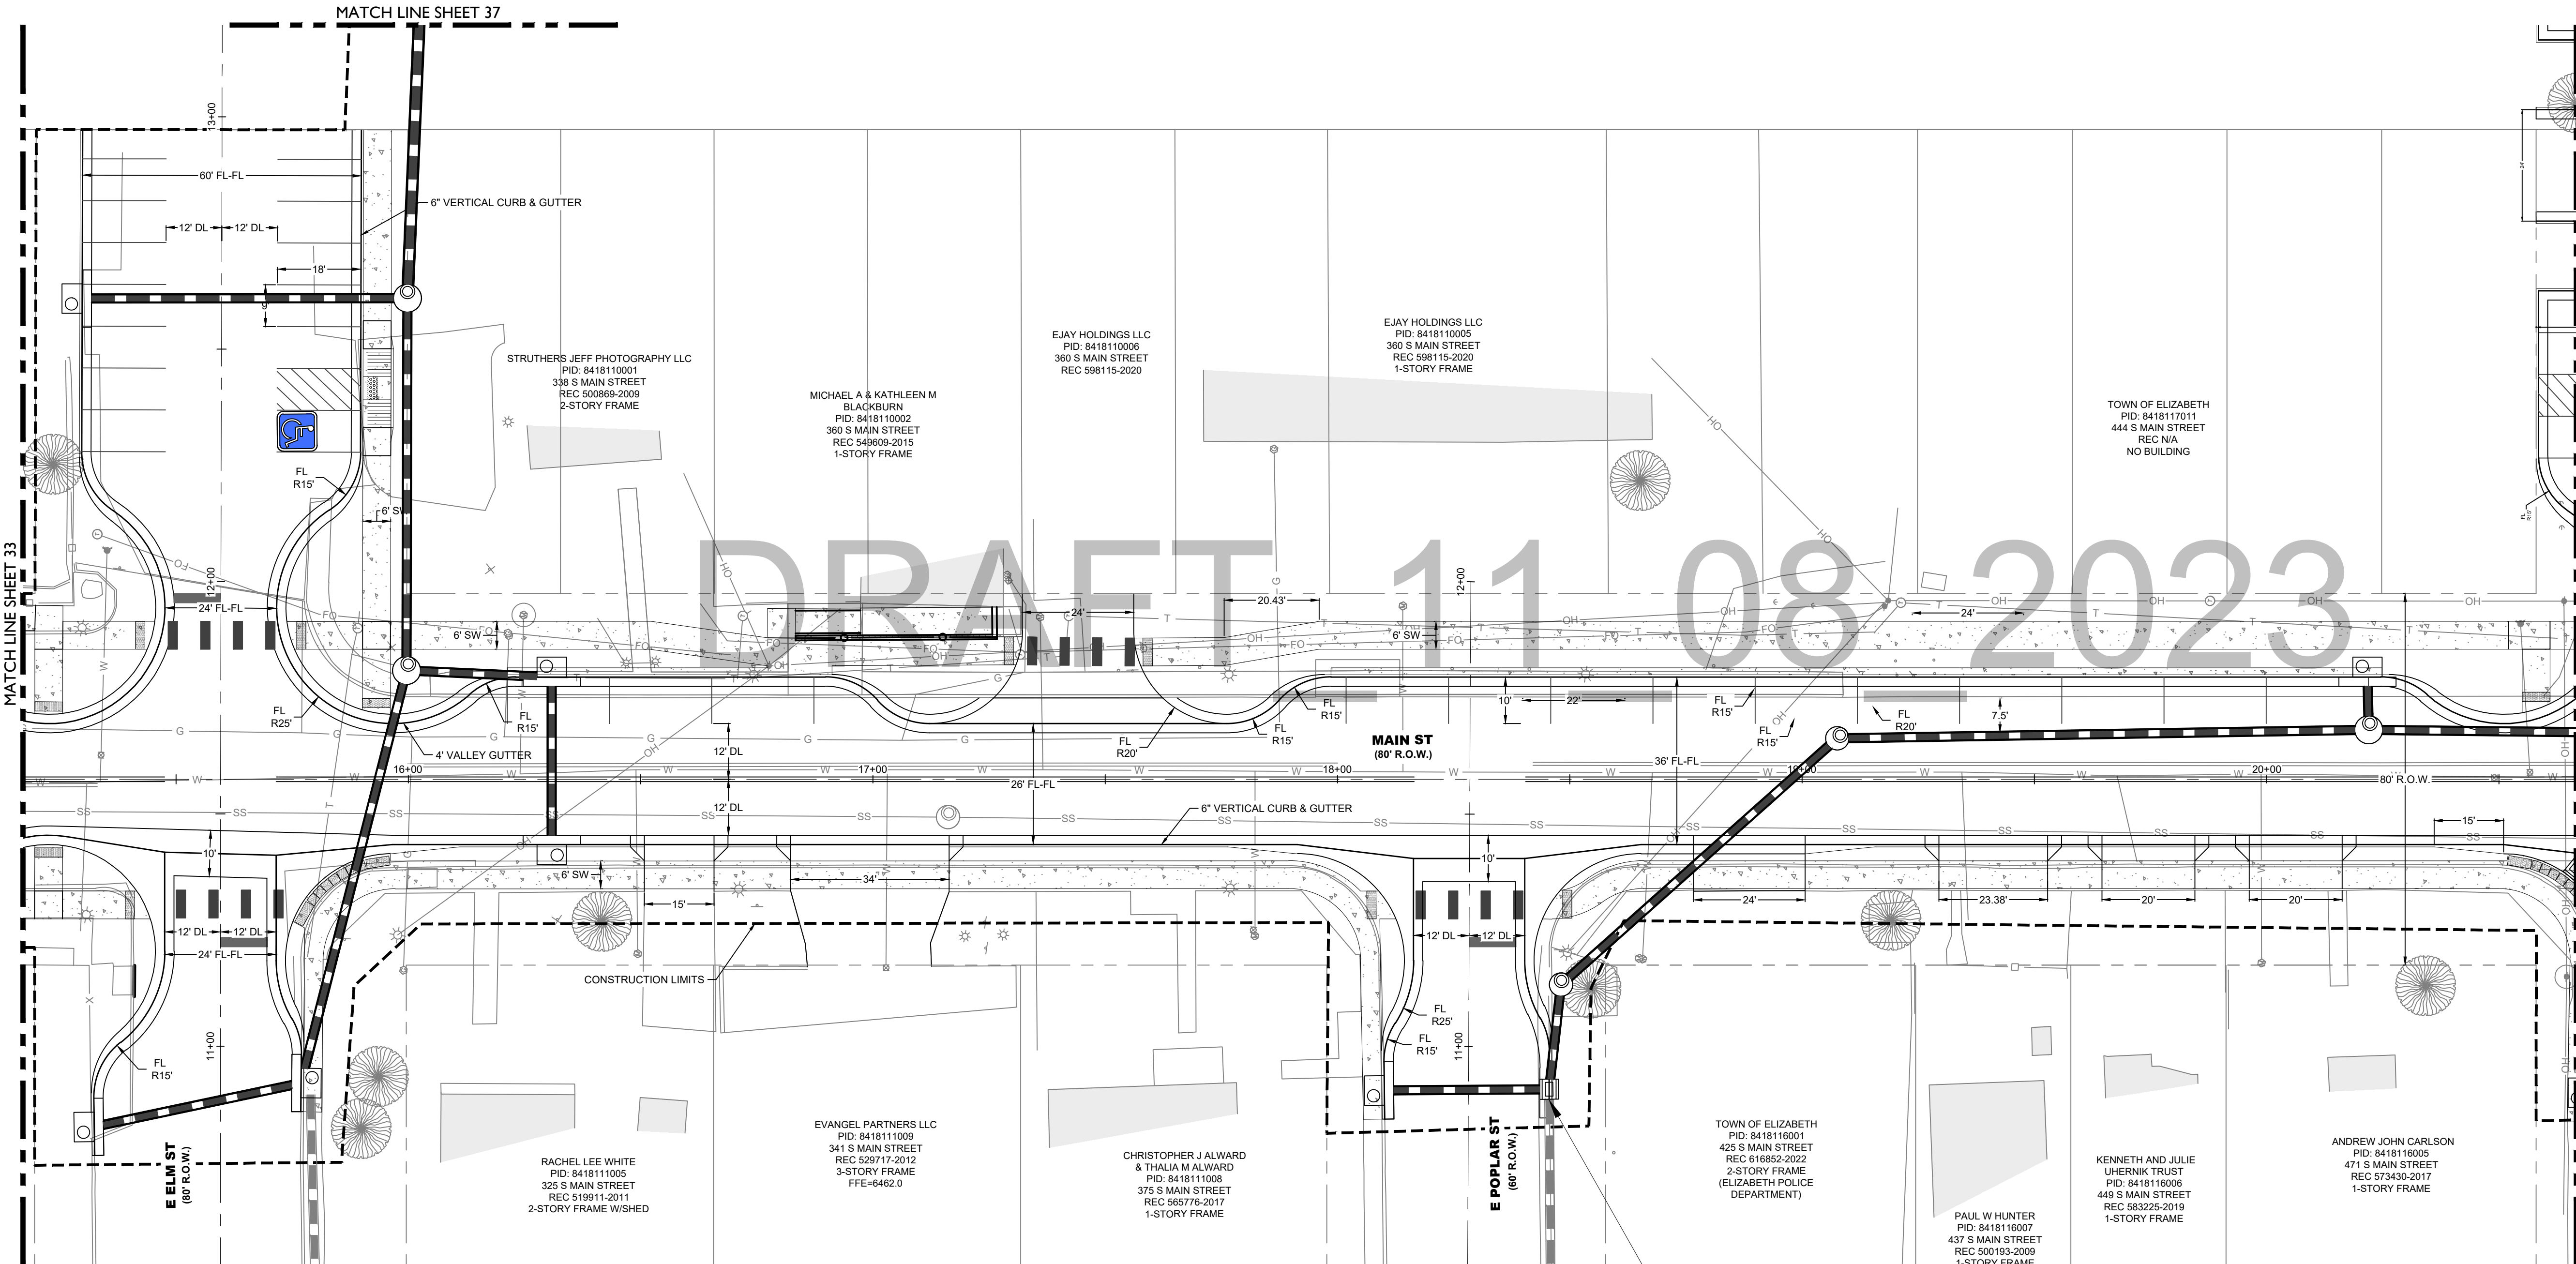 MATCH LINE SHEET 37
MATCH LINE SHEET 33
13+00
60' FL-FL
6" VERTICAL CURB & GUTTER
12' DL
12' DL
18'
9'
FL
R15'
6' SW
12+00
24' FL-FL
FL
R25'
4' VALLEY GUTTER
FL
R15'
6' SW
STRUTHERS JEFF PHOTOGRAPHY LLC
PID: 8418110001
338 S MAIN STREET
REC 500869-2009
2-STORY FRAME
MICHAEL A & KATHLEEN M
BLACKBURN
PID: 8418110002
360 S MAIN STREET
REC 549609-2015
1-STORY FRAME
EJAY HOLDINGS LLC
PID: 8418110006
360 S MAIN STREET
REC 598115-2020
EJAY HOLDINGS LLC
PID: 8418110005
360 S MAIN STREET
REC 598115-2020
1-STORY FRAME
TOWN OF ELIZABETH
PID: 8418117011
444 S MAIN STREET
REC N/A
NO BUILDING
DRAFT 11 08 2023
24'
20.43'
12+00
6' SW
24'
24'
FL
R15'
FL
R20'
FL
R15'
FL
R15'
10'
22'
FL
R15'
FL
R15'
FL
R20'
7.5'
MAIN ST
(80' R.O.W.)
12' DL
12' DL
26' FL-FL
36' FL-FL
80' R.O.W.
16+00
17+00
18+00
19+00
20+00
6" VERTICAL CURB & GUTTER
10'
12' DL
12' DL
24' FL-FL
11+00
FL
R15'
E ELM ST
(80' R.O.W.)
6' SW
15'
34'
CONSTRUCTION LIMITS
10'
12' DL
12' DL
FL
R25'
FL
R15'
11+00
E POPLAR ST
(60' R.O.W.)
24'
23.38'
20'
20'
15'
RACHEL LEE WHITE
PID: 8418111005
325 S MAIN STREET
REC 519911-2011
2-STORY FRAME W/SHED
EVANGEL PARTNERS LLC
PID: 8418111009
341 S MAIN STREET
REC 529717-2012
3-STORY FRAME
FFE=6462.0
CHRISTOPHER J ALWARD
& THALIA M ALWARD
PID: 8418111008
375 S MAIN STREET
REC 565776-2017
1-STORY FRAME
TOWN OF ELIZABETH
PID: 8418116001
425 S MAIN STREET
REC 616852-2022
2-STORY FRAME
(ELIZABETH POLICE
DEPARTMENT)
PAUL W HUNTER
PID: 8418116007
437 S MAIN STREET
REC 500193-2009
1-STORY FRAME
KENNETH AND JULIE
UHERNIK TRUST
PID: 8418116006
449 S MAIN STREET
REC 583225-2019
1-STORY FRAME
ANDREW JOHN CARLSON
PID: 8418116005
471 S MAIN STREET
REC 573430-2017
1-STORY FRAME